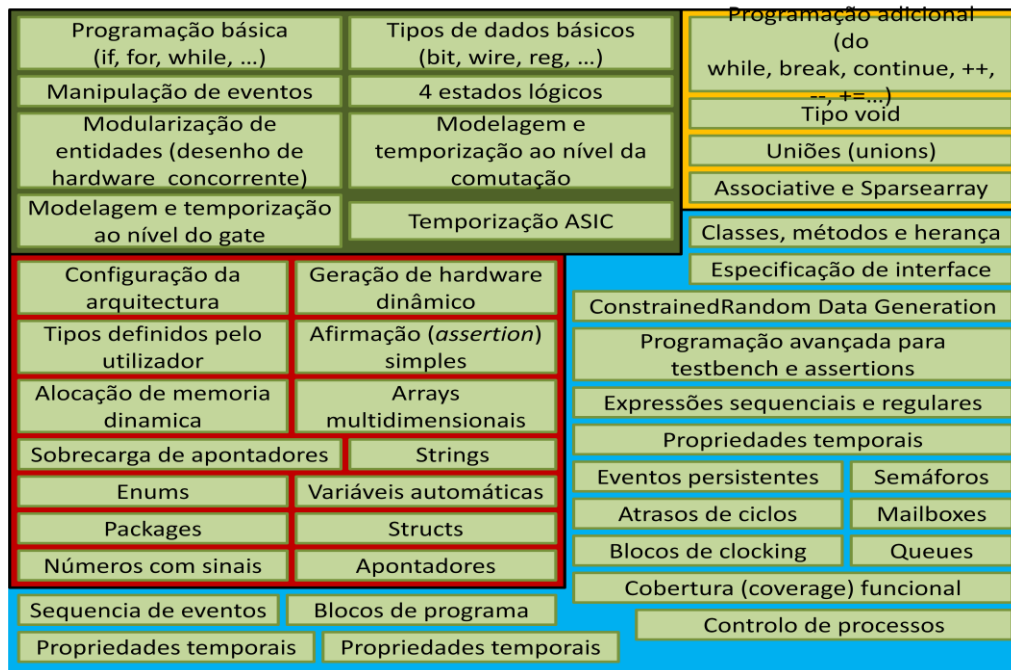 Programação básica
(if, for, while, ...)
Tipos de dados básicos
(bit, wire, reg, ...)
Manipulação de eventos
4 estados lógicos
Modularização de
entidades (desenho de
hardware concorrente)
Modelagem e
temporização ao nível da
comutação
Modelagem e temporização
ao nível do gate
Temporização ASIC
Programação adicional
(do
while, break, continue, ++,
--, +=...)
Tipo void
Uniões (unions)
Associative e Sparsearray
Configuração da
arquitectura
Geração de hardware
dinâmico
Tipos definidos pelo
utilizador
Afirmação (assertion)
simples
Alocação de memoria
dinamica
Arrays
multidimensionais
Sobrecarga de apontadores
Strings
Enums
Variáveis automáticas
Packages
Structs
Números com sinais
Apontadores
Classes, métodos e herança
Especificação de interface
ConstrainedRandom Data Generation
Programação avançada para
testbench e assertions
Expressões sequenciais e regulares
Propriedades temporais
Eventos persistentes
Semáforos
Atrasos de ciclos
Mailboxes
Blocos de clocking
Queues
Cobertura (coverage) funcional
Sequencia de eventos
Blocos de programa
Controlo de processos
Propriedades temporais
Propriedades temporais